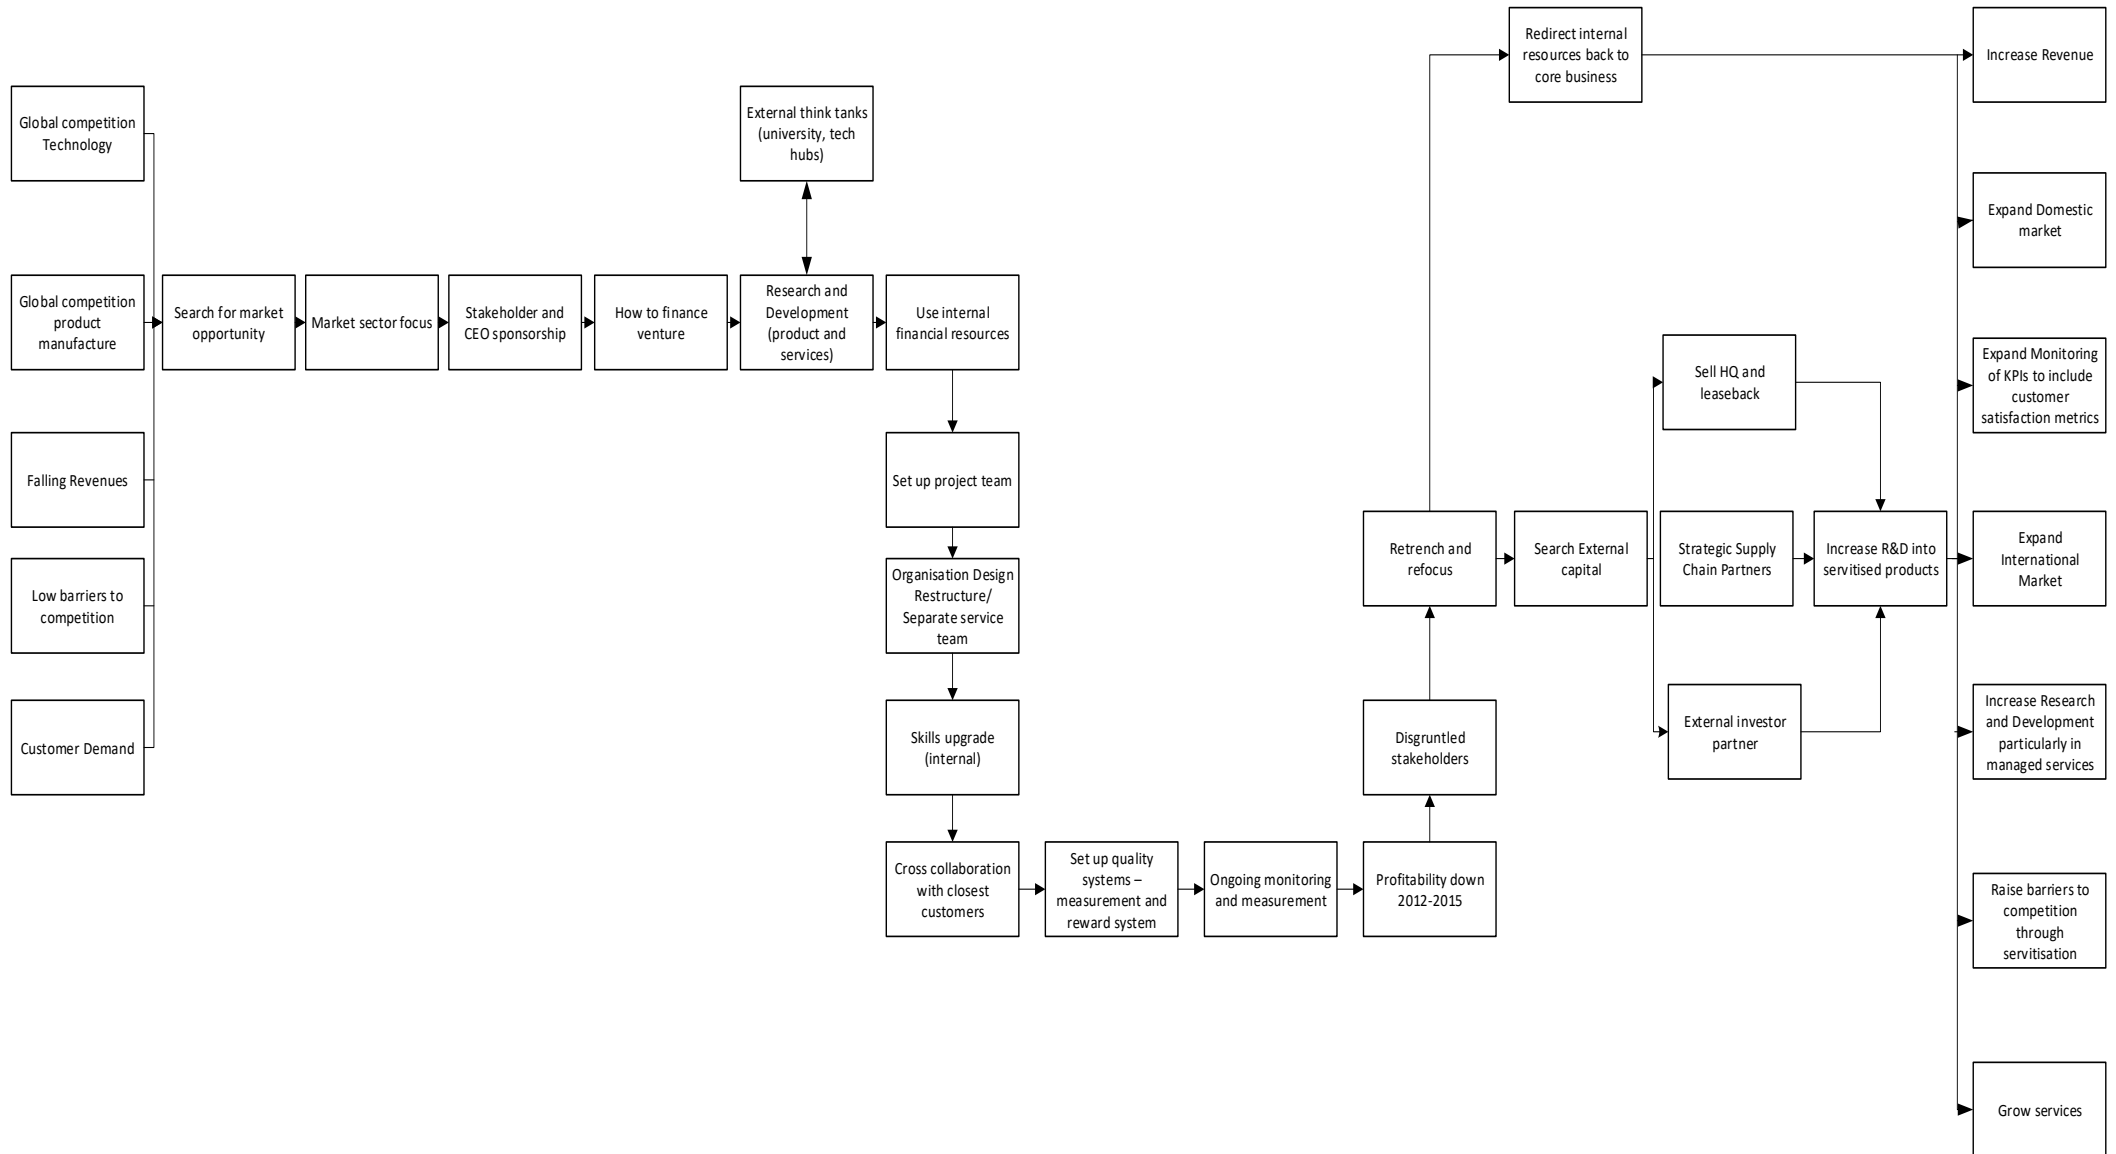 Global competition
Technology
Global competition
product
manufacture
Falling Revenues
Low barriers to
competition
Customer Demand
Search for market
opportunity
Market sector focus
Stakeholder and
CEO sponsorship
How to finance
venture
External think tanks
(university, tech
hubs)
Research and
Development
(product and
services)
Use internal
financial resources
Set up project team
Organisation Design
Restructure/
Separate service
team
Skills upgrade
(internal)
Cross collaboration
with closest
customers
Set up quality
systems –
measurement and
reward system
Ongoing monitoring
and measurement
Profitability down
2012-2015
Disgruntled
stakeholders
Retrench and
refocus
Redirect internal
resources back to
core business
Search External
capital
Sell HQ and
leaseback
Strategic Supply
Chain Partners
External investor
partner
Increase R&D into
servitised products
Increase Revenue
Expand Domestic
market
Expand Monitoring
of KPIs to include
customer
satisfaction metrics
Expand
International
Market
Increase Research
and Development
particularly in
managed services
Raise barriers to
competition
through
servitisation
Grow services